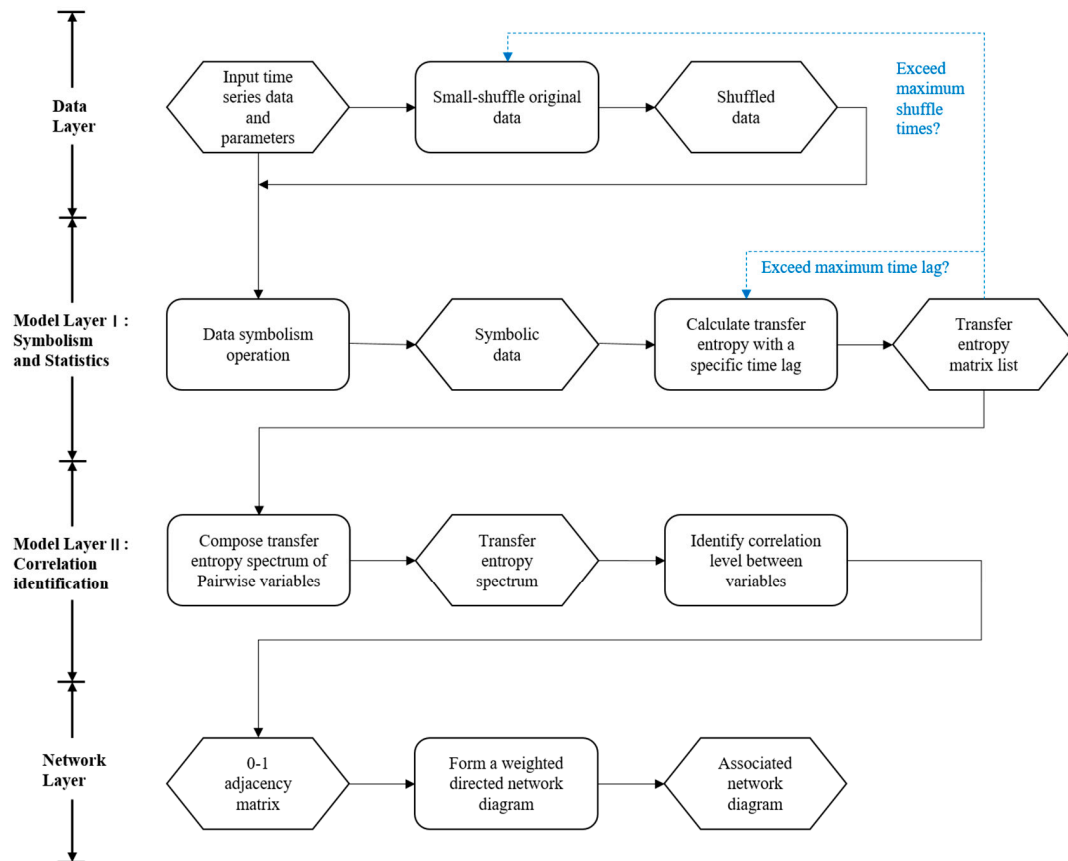 Data
Layer
Input time
series data
and
parameters
Small-shuffle original
data
Shuffled
data
Exceed
maximum
shuffle
times?
Model Layer Ⅰ :
Symbolism
and Statistics
Data symbolism
operation
Symbolic
data
Exceed maximum time lag?
Calculate transfer
entropy with a
specific time lag
Transfer
entropy
matrix list
Model Layer Ⅱ :
Correlation
identification
Compose transfer
entropy spectrum of
Pairwise variables
Transfer
entropy
spectrum
Identify correlation
level between
variables
Network
Layer
0-1
adjacency
matrix
Form a weighted
directed network
diagram
Associated
network
diagram